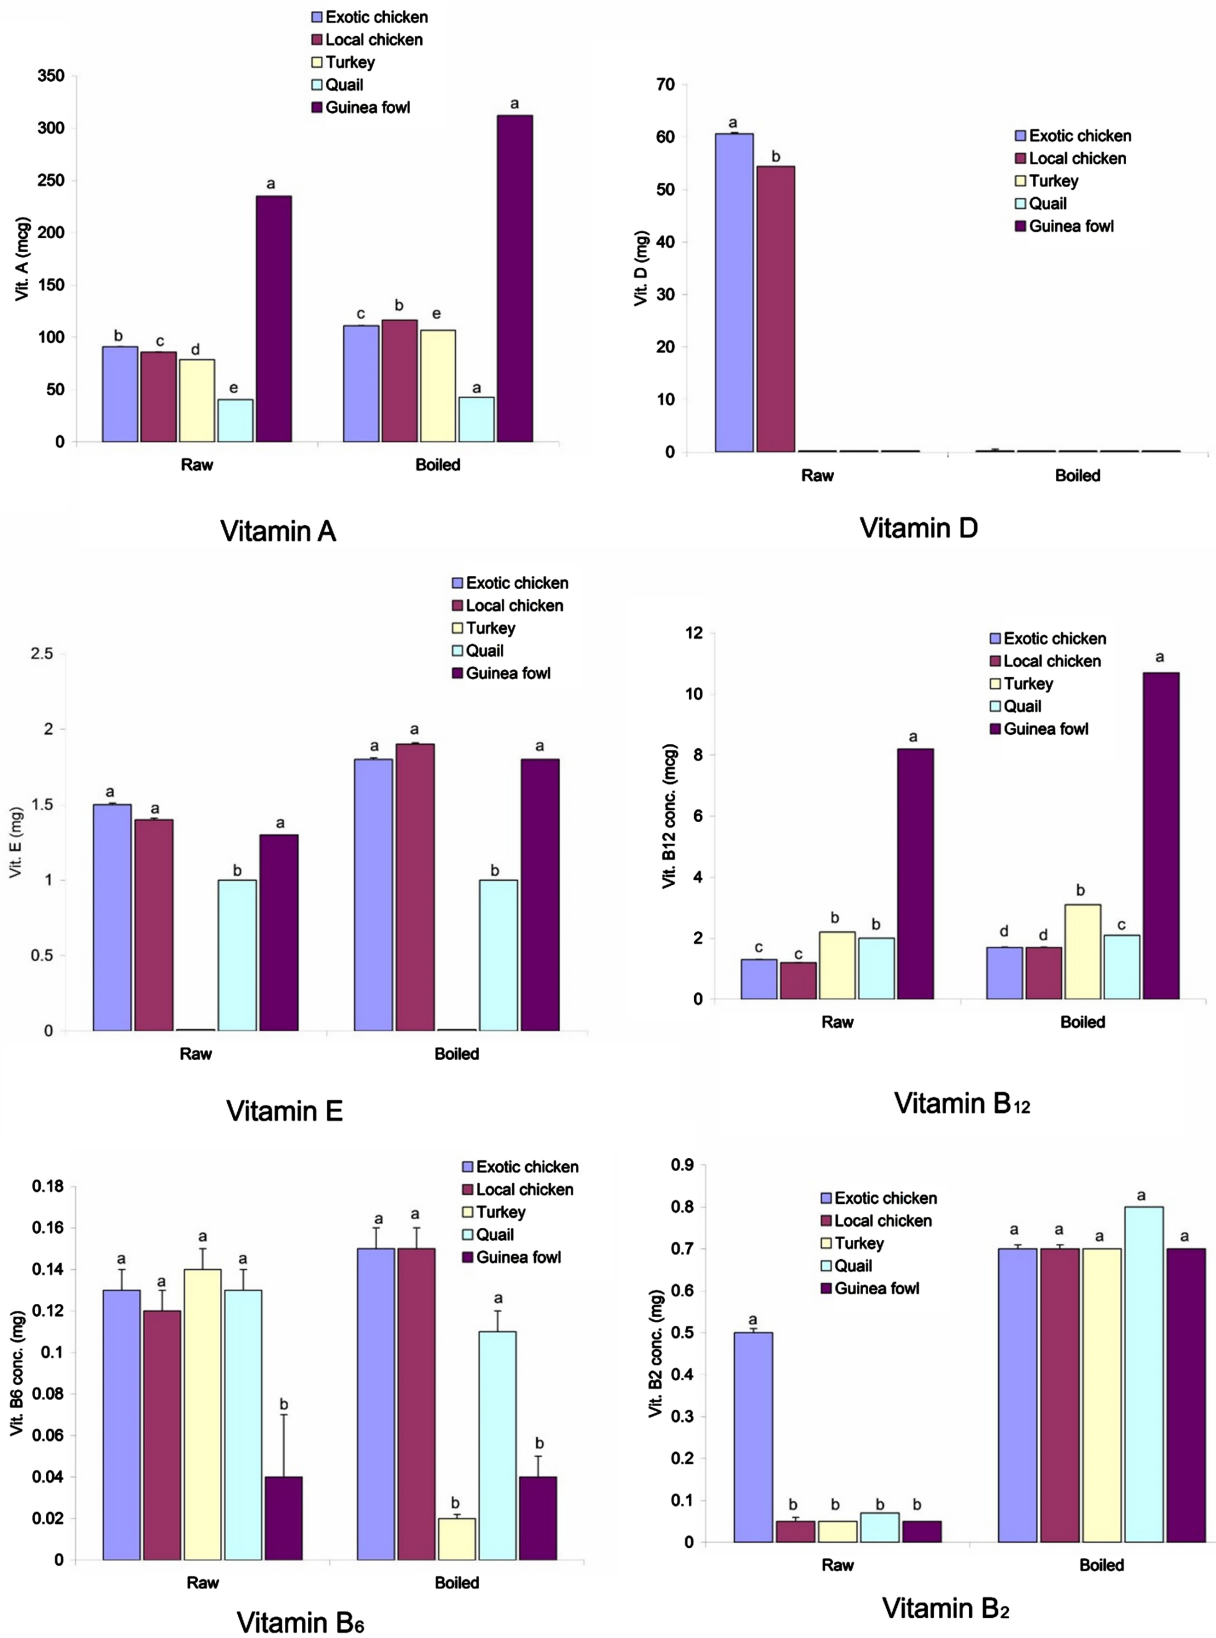 Exotic chicken
Local chicken
Turkey
Quail
Guinea fowl
350
300
250
200
150
100
50
0
Vit. A (mcg)
b
c
d
e
a
c
b
e
a
a
Raw
Boiled
Vitamin A
70
60
50
40
30
20
10
0
Vit. D (mg)
a
b
Exotic chicken
Local chicken
Turkey
Quail
Guinea fowl
Raw
Boiled
Vitamin D
Exotic chicken
Local chicken
Turkey
Quail
Guinea fowl
2.5
2
1.5
1
0.5
0
Vit. E (mg)
a
a
b
a
a
a
b
a
Raw
Boiled
Vitamin E
12
10
8
6
4
2
0
Vit. B12 conc. (mcg)
Exotic chicken
Local chicken
Turkey
Quail
Guinea fowl
c
c
b
b
a
d
d
b
c
a
Raw
Boiled
Vitamin B12
Exotic chicken
Local chicken
Turkey
Quail
Guinea fowl
0.18
0.16
0.14
0.12
0.1
0.08
0.06
0.04
0.02
0
Vit. B6 conc. (mg)
a
a
a
a
b
a
a
b
a
b
Raw
Boiled
Vitamin B6
0.9
0.8
0.7
0.6
0.5
0.4
0.3
0.2
0.1
0
Vit. B2 conc. (mg)
Exotic chicken
Local chicken
Turkey
Quail
Guinea fowl
a
b
b
b
b
a
a
a
a
a
Raw
Boiled
Vitamin B2